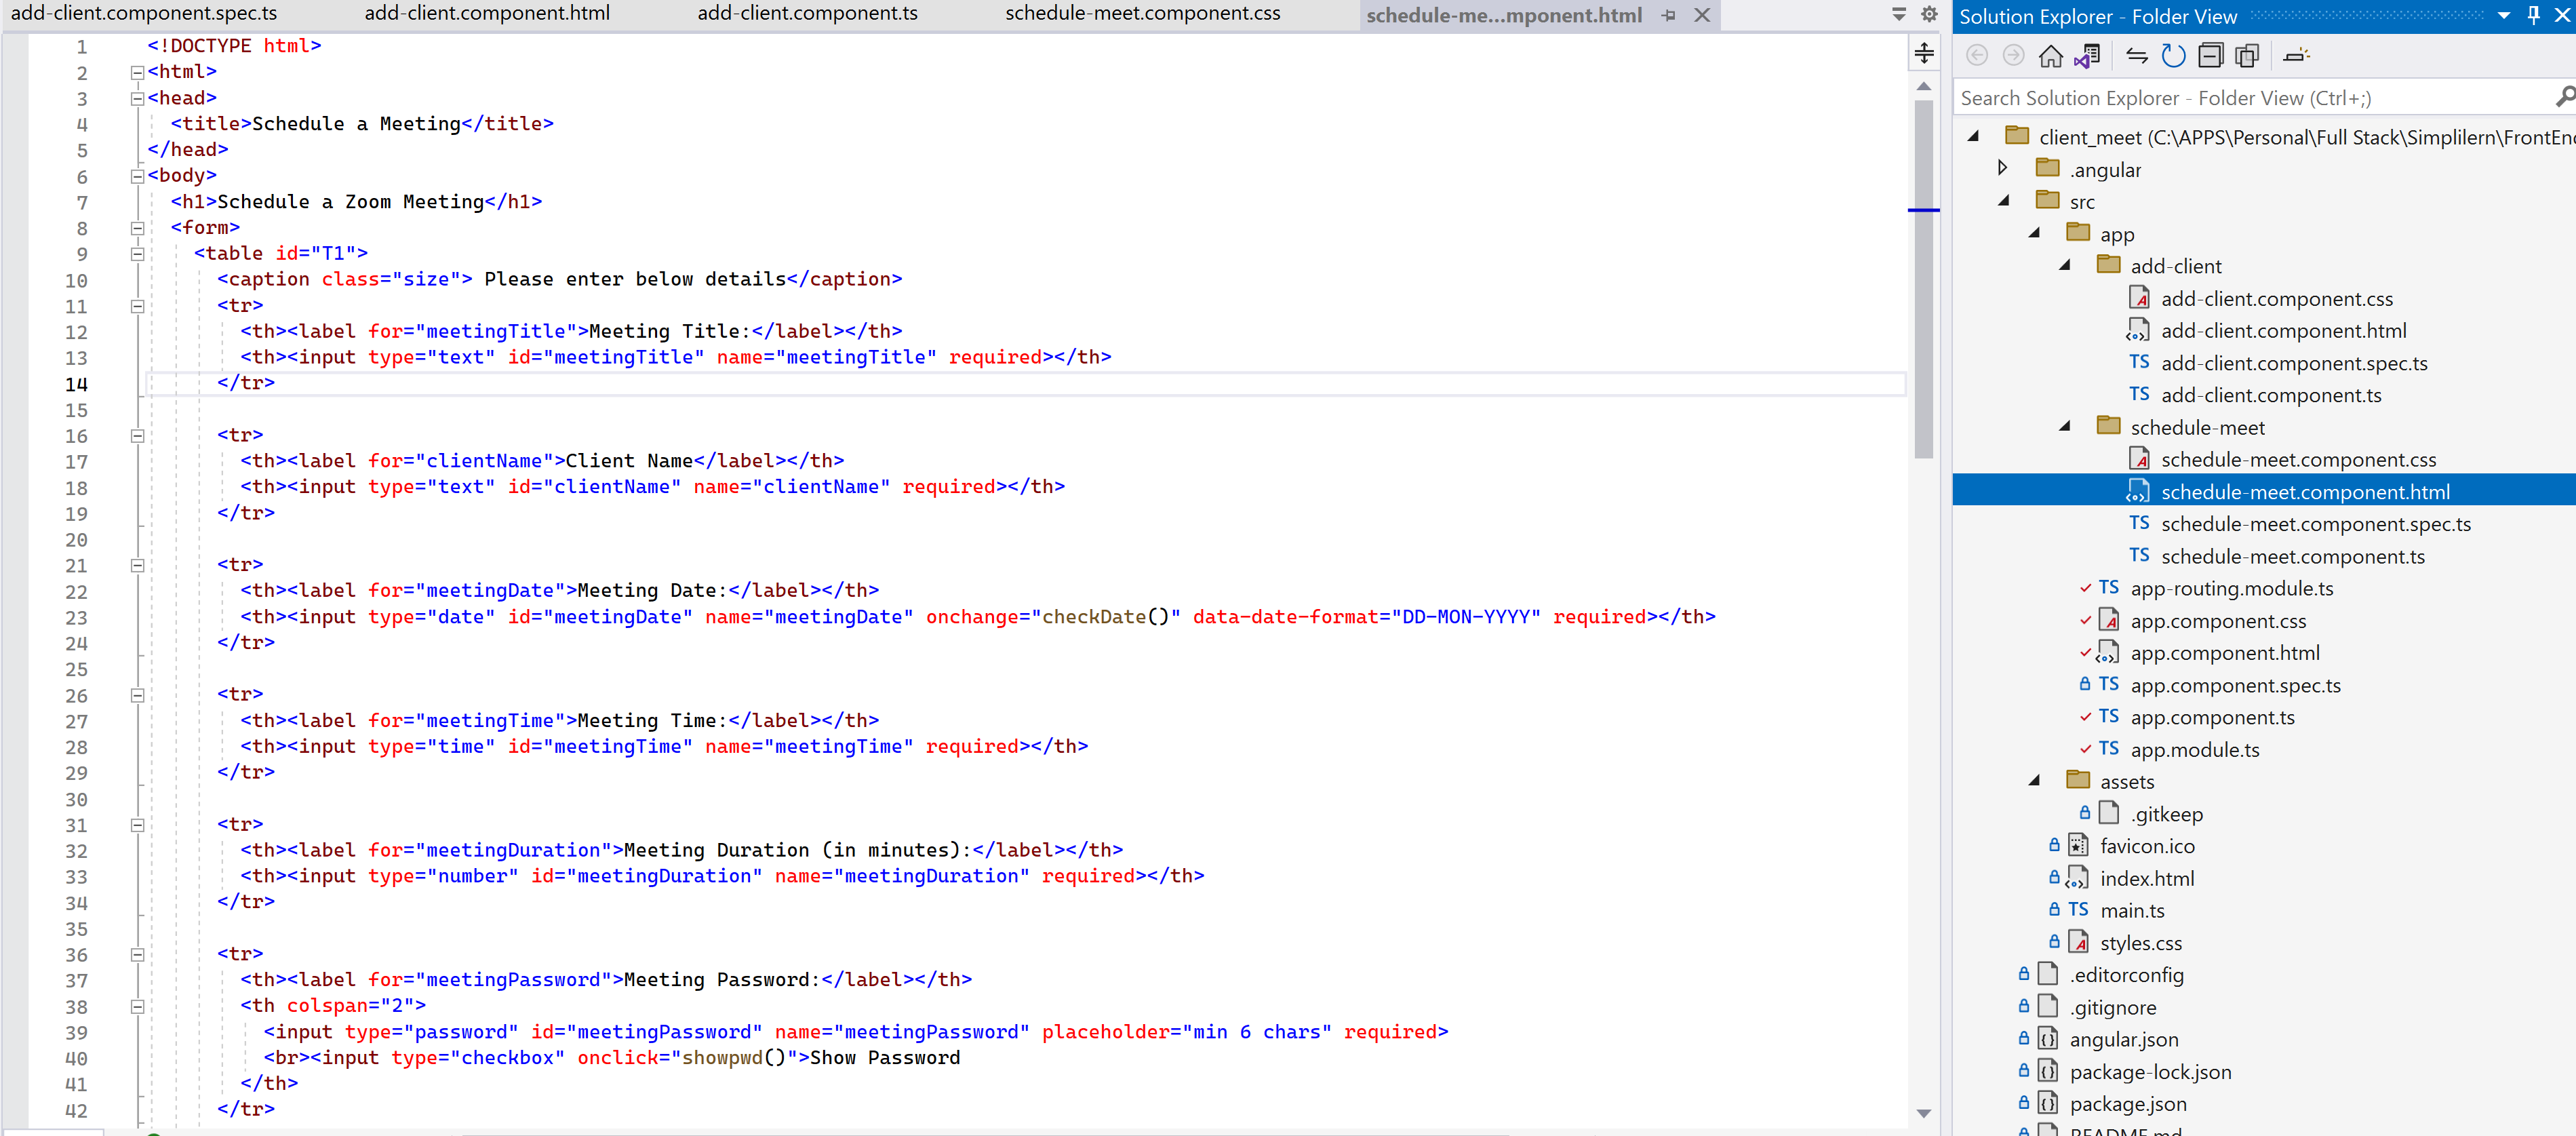 add-client.component.spec.ts add-client.component.html add-client.component.ts schedule-meet.component.css schedule-me...mponent.html
1 <!DOCTYPE html>
2 <html>
3 <head>
4 <title>Schedule a Meeting</title>
5 </head>
6 <body>
7 <h1>Schedule a Zoom Meeting</h1>
8 <form>
9 <table id="T1">
10 <caption class="size"> Please enter below details</caption>
11 <tr>
12 <th><label for="meetingTitle">Meeting Title:</label></th>
13 <th><input type="text" id="meetingTitle" name="meetingTitle" required></th>
14 </tr>
15
16 <tr>
17 <th><label for="clientName">Client Name</label></th>
18 <th><input type="text" id="clientName" name="clientName" required></th>
19 </tr>
20
21 <tr>
22 <th><label for="meetingDate">Meeting Date:</label></th>
23 <th><input type="date" id="meetingDate" name="meetingDate" onchange="checkDate()" data-date-format="DD-MON-YYYY" required></th>
24 </tr>
25
26 <tr>
27 <th><label for="meetingTime">Meeting Time:</label></th>
28 <th><input type="time" id="meetingTime" name="meetingTime" required></th>
29 </tr>
30
31 <tr>
32 <th><label for="meetingDuration">Meeting Duration (in minutes):</label></th>
33 <th><input type="number" id="meetingDuration" name="meetingDuration" required></th>
34 </tr>
35
36 <tr>
37 <th><label for="meetingPassword">Meeting Password:</label></th>
38 <th colspan="2">
39 <input type="password" id="meetingPassword" name="meetingPassword" placeholder="min 6 chars" required>
40 <br><input type="checkbox" onclick="showpwd()">Show Password
41 </th>
42 </tr>
Solution Explorer - Folder View
Search Solution Explorer - Folder View (Ctrl+;)
client_meet (C:\APPS\Personal\Full Stack\Simplilern\FrontEn
.angular
src
app
add-client
add-client.component.css
add-client.component.html
TS add-client.component.spec.ts
TS add-client.component.ts
schedule-meet
schedule-meet.component.css
schedule-meet.component.html
TS schedule-meet.component.spec.ts
TS schedule-meet.component.ts
TS app-routing.module.ts
app.component.css
app.component.html
TS app.component.spec.ts
TS app.component.ts
TS app.module.ts
assets
.gitkeep
favicon.ico
index.html
TS main.ts
styles.css
.editorconfig
.gitignore
angular.json
package-lock.json
package.json
README.md